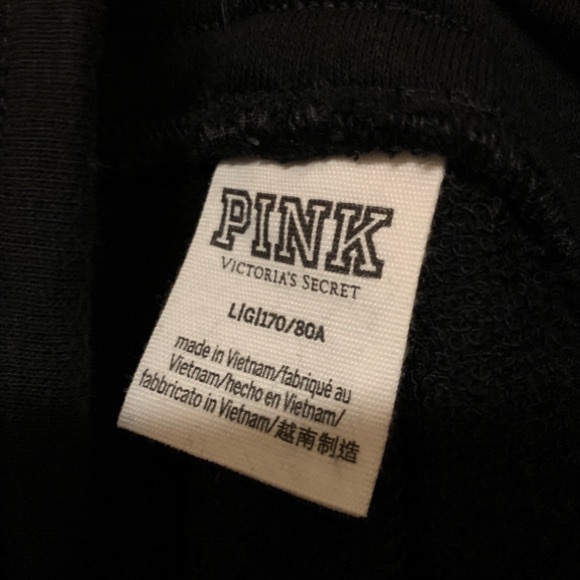 PINK
VICTORIA'S SECRET
L|G|170/80A
made in Vietnam/fabriqué au
Vietnam/hecho en Vietnam/
fabbricato in Vietnam/越南制造